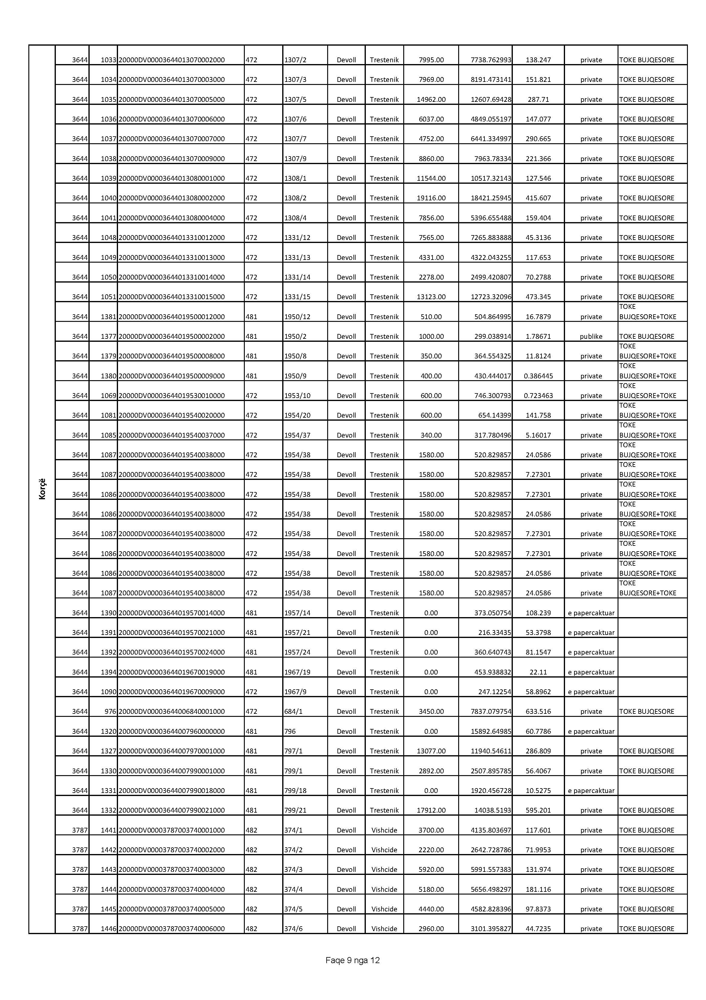 Korçë
3644 1033 20000DV00003644013070002000 472 1307/2 Devoll Trestenik 7995.00 7738.762993 138.247 private TOKE BUJQESORE
3644 1034 20000DV00003644013070003000 472 1307/3 Devoll Trestenik 7969.00 8191.473141 151.821 private TOKE BUJQESORE
3644 1035 20000DV00003644013070005000 472 1307/5 Devoll Trestenik 14962.00 12607.69428 287.71 private TOKE BUJQESORE
3644 1036 20000DV00003644013070006000 472 1307/6 Devoll Trestenik 6037.00 4849.055197 147.077 private TOKE BUJQESORE
3644 1037 20000DV00003644013070007000 472 1307/7 Devoll Trestenik 4752.00 6441.334997 290.665 private TOKE BUJQESORE
3644 1038 20000DV00003644013070009000 472 1307/9 Devoll Trestenik 8860.00 7963.78334 221.366 private TOKE BUJQESORE
3644 1039 20000DV00003644013080001000 472 1308/1 Devoll Trestenik 11544.00 10517.32143 127.546 private TOKE BUJQESORE
3644 1040 20000DV00003644013080002000 472 1308/2 Devoll Trestenik 19116.00 18421.25945 415.607 private TOKE BUJQESORE
3644 1041 20000DV00003644013080004000 472 1308/4 Devoll Trestenik 7856.00 5396.655488 159.404 private TOKE BUJQESORE
3644 1048 20000DV00003644013310012000 472 1331/12 Devoll Trestenik 7565.00 7265.883888 45.3136 private TOKE BUJQESORE
3644 1049 20000DV00003644013310013000 472 1331/13 Devoll Trestenik 4331.00 4322.043255 117.653 private TOKE BUJQESORE
3644 1050 20000DV00003644013310014000 472 1331/14 Devoll Trestenik 2278.00 2499.420807 70.2788 private TOKE BUJQESORE
3644 1051 20000DV00003644013310015000 472 1331/15 Devoll Trestenik 13123.00 12723.32096 473.345 private TOKE BUJQESORE
TOKE
3644 1381 20000DV00003644019500012000 481 1950/12 Devoll Trestenik 510.00 504.864995 16.7879 private BUJQESORE+TOKE
3644 1377 20000DV00003644019500002000 481 1950/2 Devoll Trestenik 1000.00 299.038914 1.78671 publike TOKE BUJQESORE
TOKE
3644 1379 20000DV00003644019500008000 481 1950/8 Devoll Trestenik 350.00 364.554325 11.8124 private BUJQESORE+TOKE
TOKE
3644 1380 20000DV00003644019500009000 481 1950/9 Devoll Trestenik 400.00 430.444017 0.386445 private BUJQESORE+TOKE
TOKE
3644 1069 20000DV00003644019530010000 472 1953/10 Devoll Trestenik 600.00 746.300793 0.723463 private BUJQESORE+TOKE
TOKE
3644 1081 20000DV00003644019540020000 472 1954/20 Devoll Trestenik 600.00 654.14399 141.758 private BUJQESORE+TOKE
TOKE
3644 1085 20000DV00003644019540037000 472 1954/37 Devoll Trestenik 340.00 317.780496 5.16017 private BUJQESORE+TOKE
TOKE
3644 1087 20000DV00003644019540038000 472 1954/38 Devoll Trestenik 1580.00 520.829857 24.0586 private BUJQESORE+TOKE
TOKE
3644 1087 20000DV00003644019540038000 472 1954/38 Devoll Trestenik 1580.00 520.829857 7.27301 private BUJQESORE+TOKE
TOKE
3644 1086 20000DV00003644019540038000 472 1954/38 Devoll Trestenik 1580.00 520.829857 7.27301 private BUJQESORE+TOKE
TOKE
3644 1086 20000DV00003644019540038000 472 1954/38 Devoll Trestenik 1580.00 520.829857 24.0586 private BUJQESORE+TOKE
TOKE
3644 1087 20000DV00003644019540038000 472 1954/38 Devoll Trestenik 1580.00 520.829857 7.27301 private BUJQESORE+TOKE
TOKE
3644 1086 20000DV00003644019540038000 472 1954/38 Devoll Trestenik 1580.00 520.829857 7.27301 private BUJQESORE+TOKE
TOKE
3644 1086 20000DV00003644019540038000 472 1954/38 Devoll Trestenik 1580.00 520.829857 24.0586 private BUJQESORE+TOKE
TOKE
3644 1087 20000DV00003644019540038000 472 1954/38 Devoll Trestenik 1580.00 520.829857 24.0586 private BUJQESORE+TOKE
3644 1390 20000DV00003644019570014000 481 1957/14 Devoll Trestenik 0.00 373.050754 108.239 e papercaktuar
3644 1391 20000DV00003644019570021000 481 1957/21 Devoll Trestenik 0.00 216.33435 53.3798 e papercaktuar
3644 1392 20000DV00003644019570024000 481 1957/24 Devoll Trestenik 0.00 360.640743 81.1547 e papercaktuar
3644 1394 20000DV00003644019670019000 481 1967/19 Devoll Trestenik 0.00 453.938832 22.11 e papercaktuar
3644 1090 20000DV00003644019670009000 472 1967/9 Devoll Trestenik 0.00 247.12254 58.8962 e papercaktuar
3644 976 20000DV00003644006840001000 472 684/1 Devoll Trestenik 3450.00 7837.079754 633.516 private TOKE BUJQESORE
3644 1320 20000DV00003644007960000000 481 796 Devoll Trestenik 0.00 15892.64985 60.7786 e papercaktuar
3644 1327 20000DV00003644007970001000 481 797/1 Devoll Trestenik 13077.00 11940.54611 286.809 private TOKE BUJQESORE
3644 1330 20000DV00003644007990001000 481 799/1 Devoll Trestenik 2892.00 2507.895785 56.4067 private TOKE BUJQESORE
3644 1331 20000DV00003644007990018000 481 799/18 Devoll Trestenik 0.00 1920.456728 10.5275 e papercaktuar
3644 1332 20000DV00003644007990021000 481 799/21 Devoll Trestenik 17912.00 14038.5193 595.201 private TOKE BUJQESORE
3787 1441 20000DV00003787003740001000 482 374/1 Devoll Vishcide 3700.00 4135.803697 117.601 private TOKE BUJQESORE
3787 1442 20000DV00003787003740002000 482 374/2 Devoll Vishcide 2220.00 2642.728786 71.9953 private TOKE BUJQESORE
3787 1443 20000DV00003787003740003000 482 374/3 Devoll Vishcide 5920.00 5991.557383 131.974 private TOKE BUJQESORE
3787 1444 20000DV00003787003740004000 482 374/4 Devoll Vishcide 5180.00 5656.498297 181.116 private TOKE BUJQESORE
3787 1445 20000DV00003787003740005000 482 374/5 Devoll Vishcide 4440.00 4582.828396 97.8373 private TOKE BUJQESORE
3787 1446 20000DV00003787003740006000 482 374/6 Devoll Vishcide 2960.00 3101.395827 44.7235 private TOKE BUJQESORE
Faqe 9 nga 12